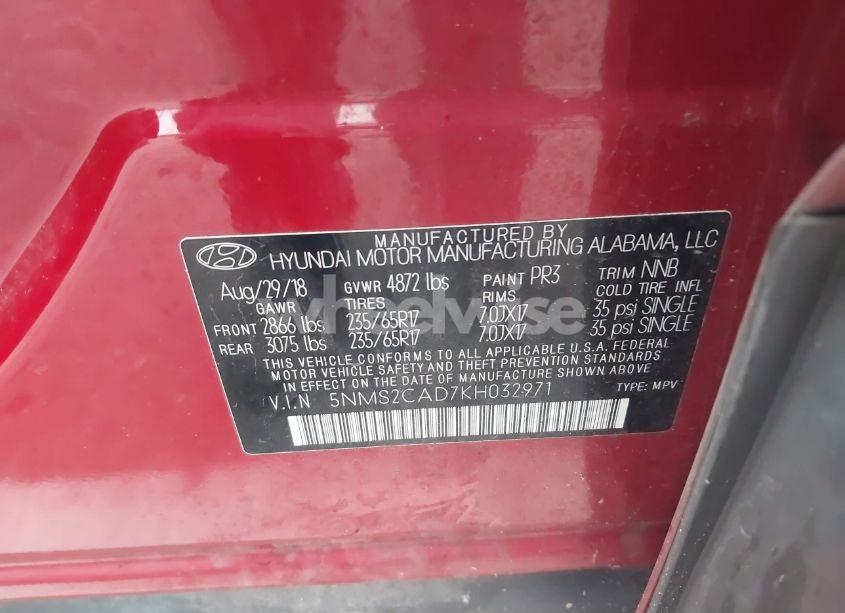 MANUFACTURED BY
HYUNDAI MOTOR MANUFACTURING ALABAMA, LLC
Aug/29/18 GVWR 4872 lbs PAINT PR3 TRIM NNB
GAWR TIRES RIMS COLD TIRE INFL
FRONT 2866 lbs 235/65R17 7.0JX17 35 psi SINGLE
REAR 3075 lbs 235/65R17 7.0JX17 35 psi SINGLE
THIS VEHICLE CONFORMS TO ALL APPLICABLE U.S.A. FEDERAL
MOTOR VEHICLE SAFETY AND THEFT PREVENTION STANDARDS
IN EFFECT ON THE DATE OF MANUFACTURE SHOWN ABOVE.
V.I.N 5NMS2CAD7KH032971 TYPE: MPV
wheelwise